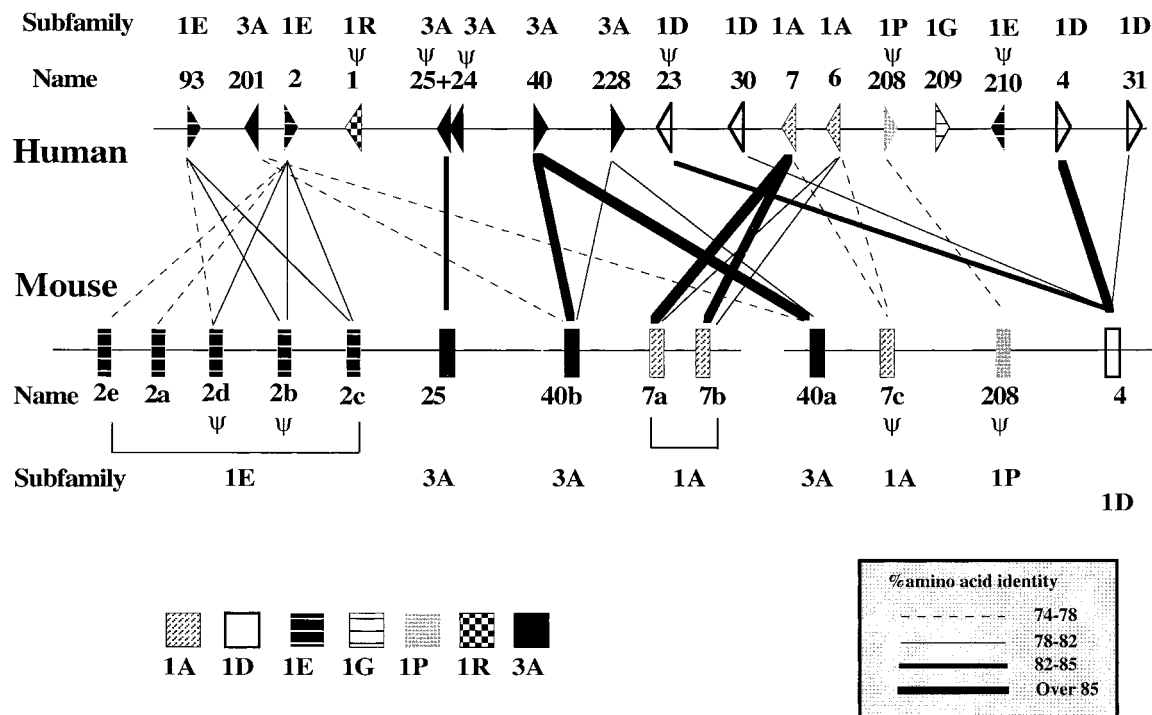 Subfamily 1E 3A 1E 1R 3A 3A 3A 3A 1D 1D 1A 1A 1P 1G 1E 1D 1D
ψ ψ ψ ψ ψ ψ
Name 93 201 2 1 25+24 40 228 23 30 7 6 208 209 210 4 31
Human
Mouse
Name 2e 2a 2d 2b 2c 25 40b 7a 7b 40a 7c 208 4
ψ ψ ψ ψ
Subfamily 1E 3A 3A 1A 3A 1A 1P 1D
%amino acid identity
74-78
78-82
82-85
Over 85
1A 1D 1E 1G 1P 1R 3A